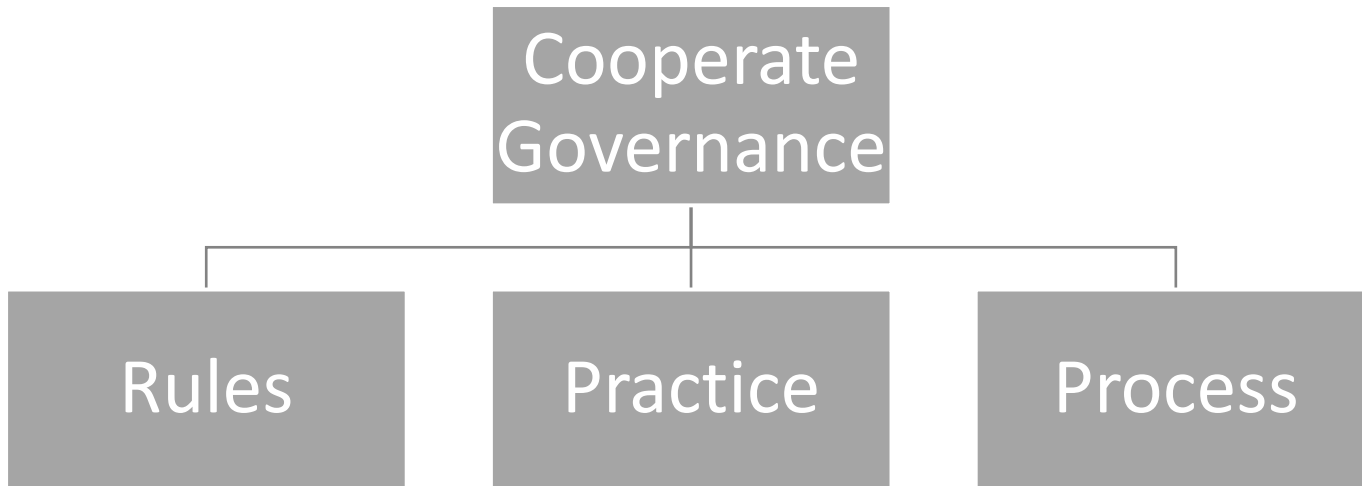 Cooperate
Governance
Rules
Practice
Process